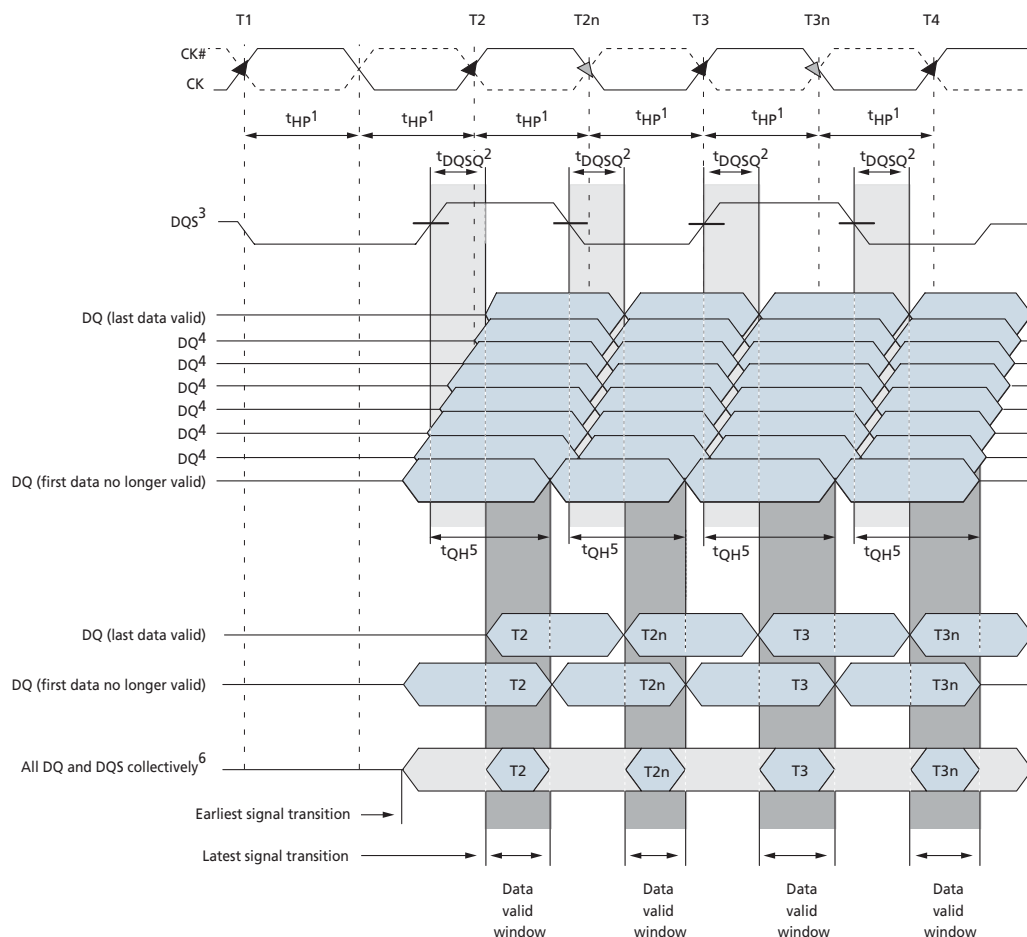 T1 T2 T2n T3 T3n T4
CK#
CK
tHP1 tHP1 tHP1 tHP1 tHP1 tHP1
tDQSQ2 tDQSQ2 tDQSQ2 tDQSQ2
DQS3
DQ (last data valid)
DQ4
DQ4
DQ4
DQ4
DQ4
DQ4
DQ (first data no longer valid)
tQH5 tQH5 tQH5 tQH5
DQ (last data valid) T2 T2n T3 T3n
DQ (first data no longer valid) T2 T2n T3 T3n
All DQ and DQS collectively6 T2 T2n T3 T3n
Earliest signal transition
Latest signal transition
Data Data Data Data
valid valid valid valid
window window window window